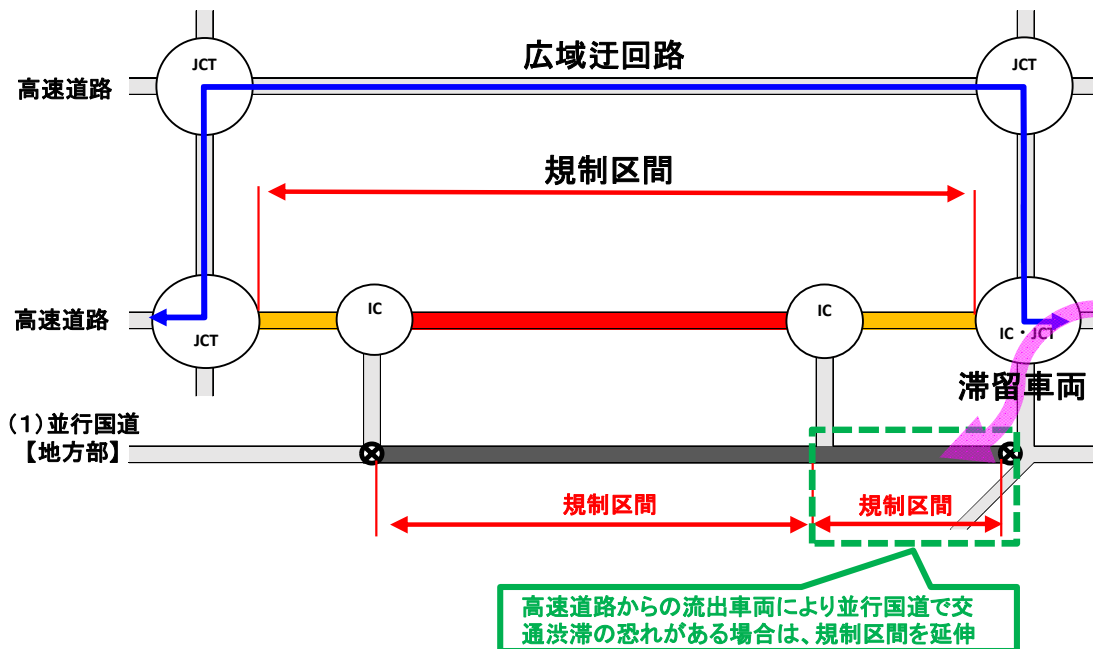 広域迂回路
JCT
JCT
高速道路
規制区間
高速道路
IC
JCT
IC
IC
IC・JCT
滞留車両
(1)並行国道
【地方部】
規制区間
規制区間
高速道路からの流出車両により並行国道で交
通渋滞の恐れがある場合は、規制区間を延伸